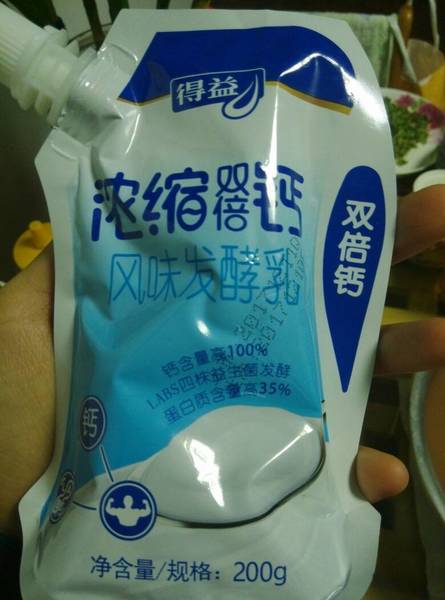 得益
浓缩双倍钙
风味发酵乳
双倍钙
钙含量高100%
LABS四株益生菌发酵
蛋白质含量高35%
钙
净含量/规格：200g